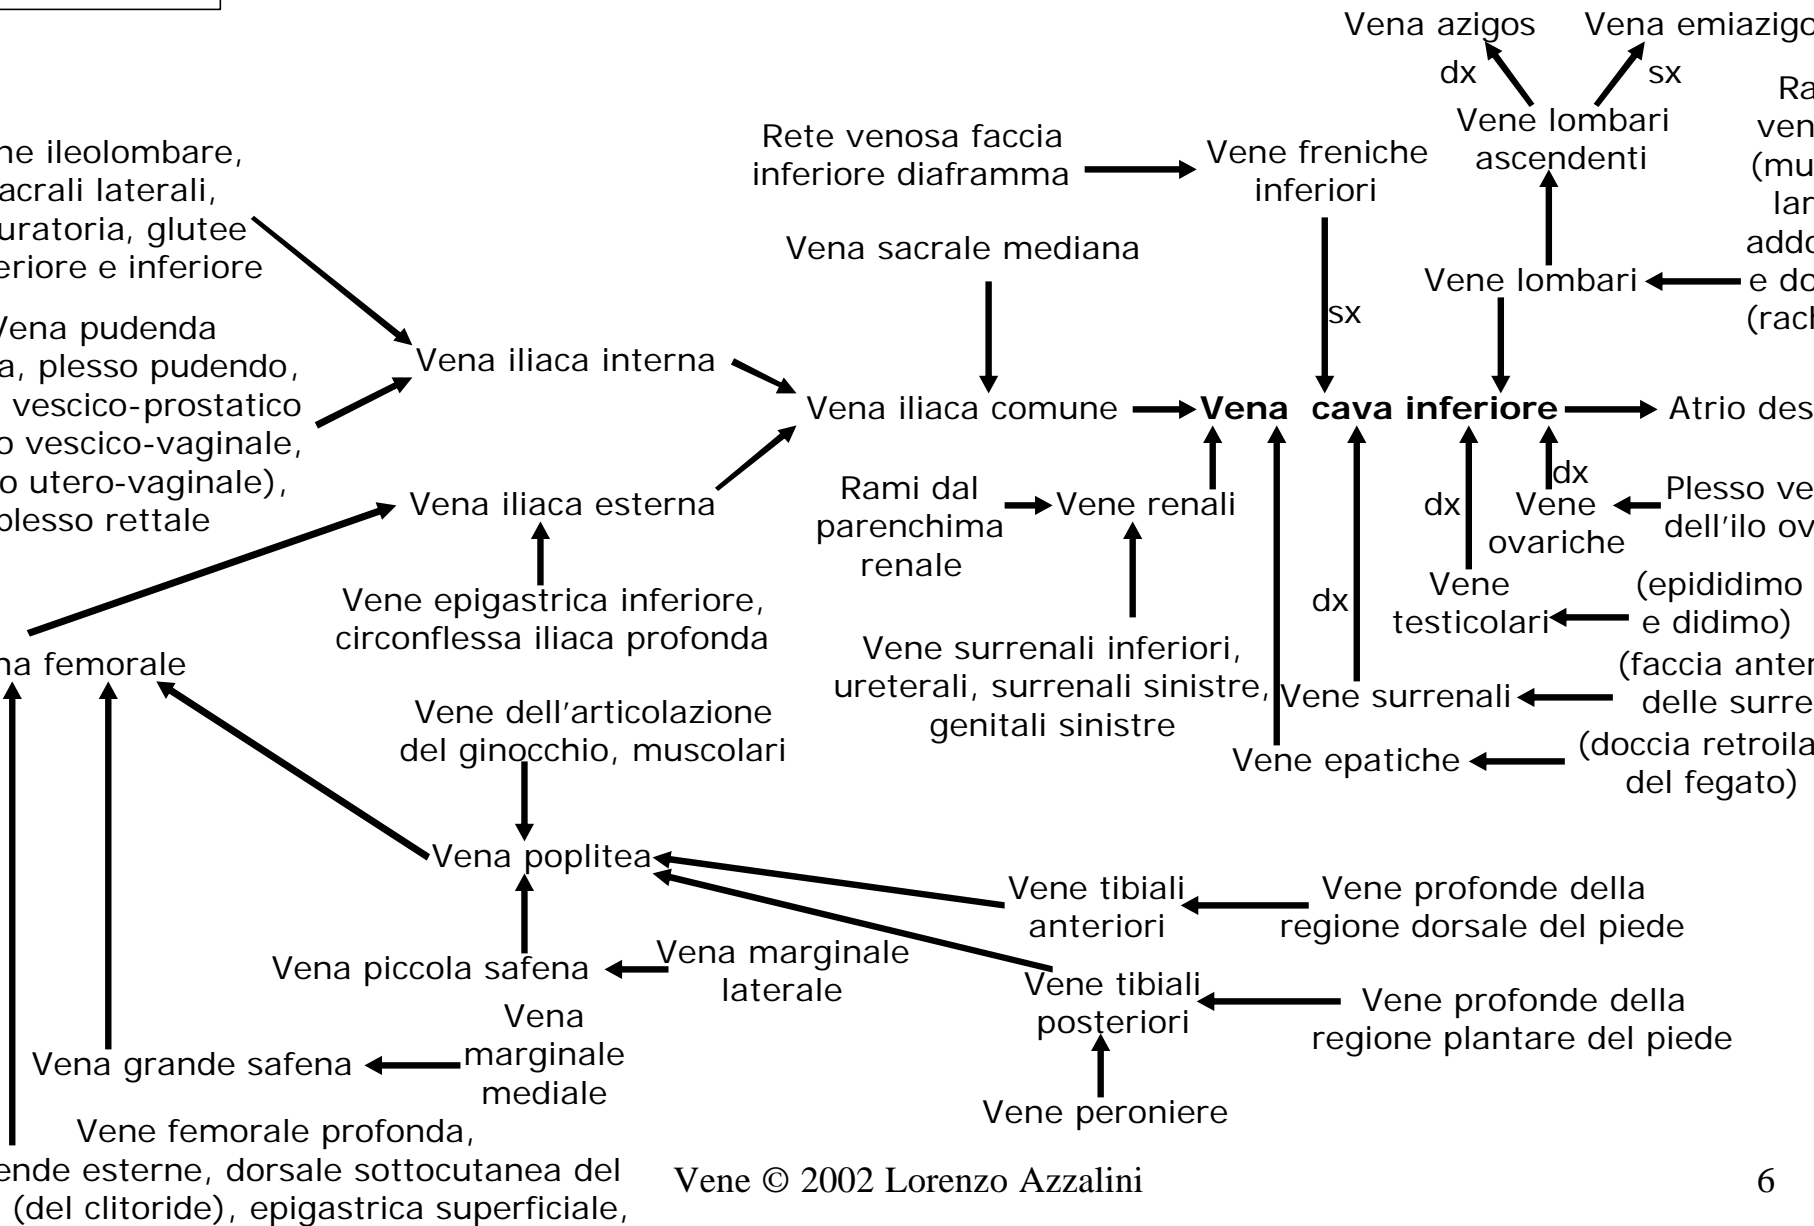 Vena azigos
Vena emiazigo
dx
sx
Vene lombari
ascendenti
Rete venosa faccia
inferiore diaframma
Vene freniche
inferiori
ileolombare,
laterali,
glutee
e inferiore
Vena sacrale mediana
Vene lombari
e
sx
Vena pudenda
plesso pudendo,
vescico-prostatico
vescico-vaginale,
utero-vaginale),
plesso rettale
Vena iliaca interna
Vena iliaca comune
Vena cava inferiore
Atrio
Vena iliaca esterna
Rami dal
parenchima
renale
Vene renali
dx
dx
Vene
ovariche
Plesso
dell'ilo
Vene epigastrica inferiore,
circonflessa iliaca profonda
dx
Vene
testicolari
(epididimo
e didimo)
femorale
Vene surrenali inferiori,
ureterali, surrenali sinistre,
genitali sinistre
Vene surrenali
(faccia
delle
Vene dell'articolazione
del ginocchio, muscolari
Vene epatiche
(doccia
del fegato)
Vena poplitea
Vene tibiali
anteriori
Vene profonde della
regione dorsale del piede
Vena piccola safena
Vena marginale
laterale
Vene tibiali
posteriori
Vene profonde della
regione plantare del piede
Vena grande safena
Vena
marginale
mediale
Vene peroniere
Vene femorale profonda,
esterne, dorsale sottocutanea del
(del clitoride), epigastrica superficiale,
Vene © 2002 Lorenzo Azzalini
6